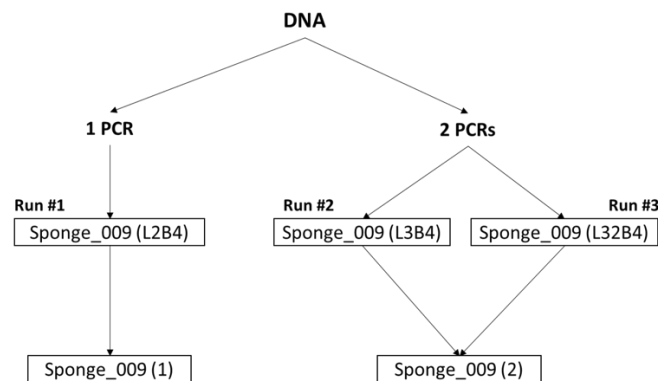 DNA
1 PCR
2 PCRs
Run #1
Run #2
Run #3
Sponge_009 (L2B4)
Sponge_009 (L3B4)
Sponge_009 (L32B4)
Sponge_009 (1)
Sponge_009 (2)